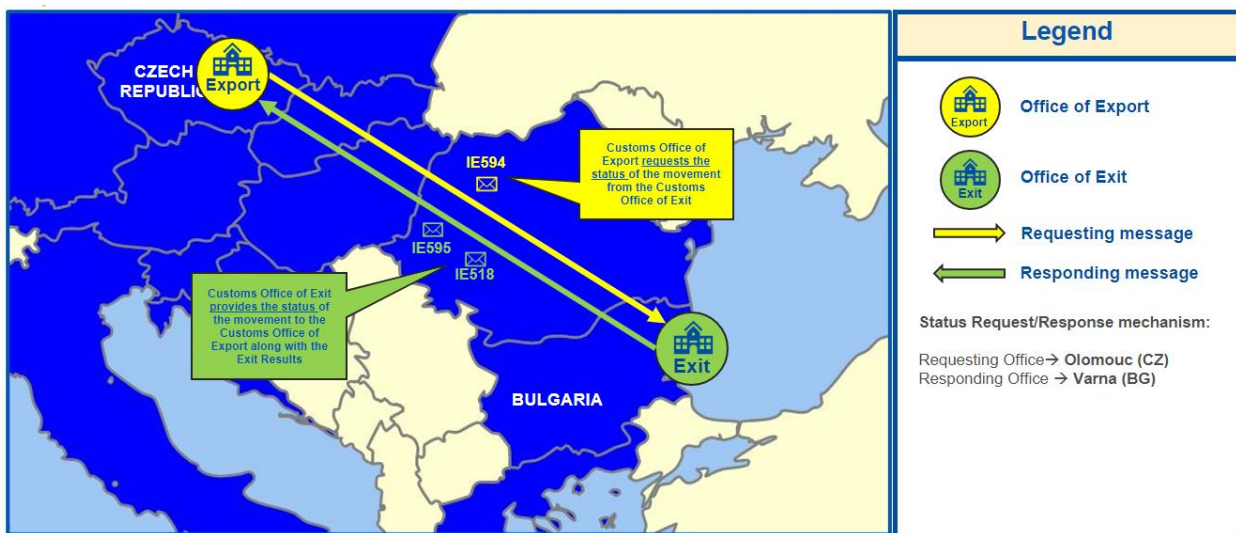 CZECH
REPUBLIC
Export
IE594
Customs Office of
Export requests the
status of the movement
from the Customs
Office of Exit
IE595
IE518
Customs Office of Exit
provides the status of
the movement to the
Customs Office of
Export along with the
Exit Results
Exit
BULGARIA
Legend
Export
Office of Export
Exit
Office of Exit
Requesting message
Responding message
Status Request/Response mechanism:
Requesting Office→ Olomouc (CZ)
Responding Office → Varna (BG)